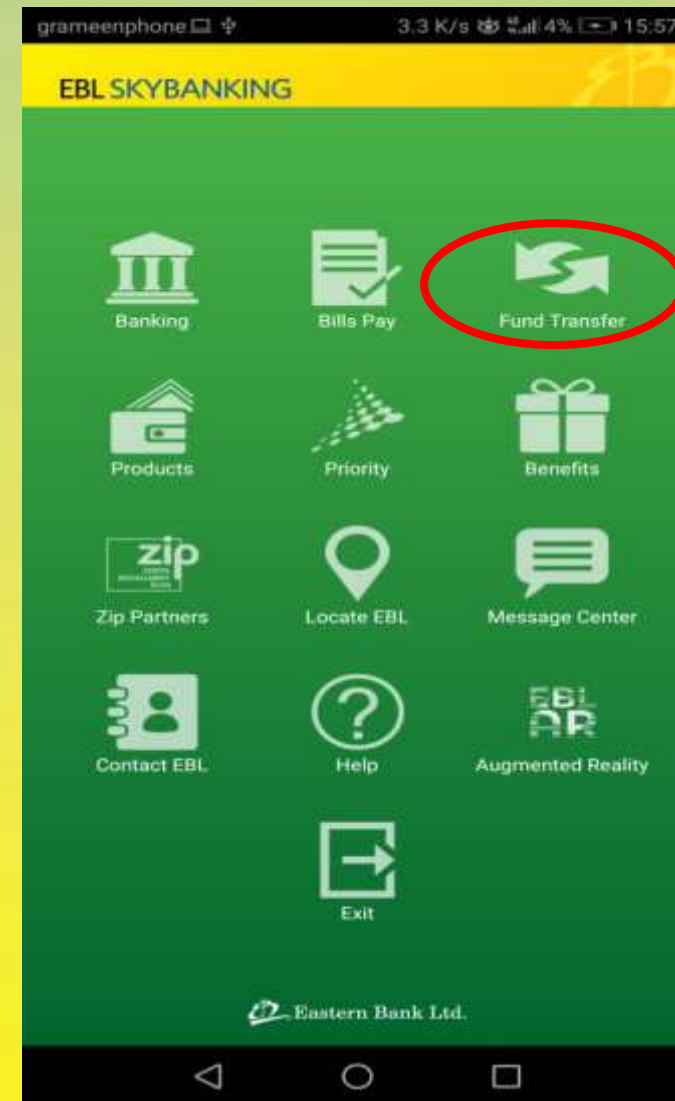 grameenphone 3.3 K/s 4% 15:57
EBL SKYBANKING
Banking Bills Pay Fund Transfer
Products Priority Benefits
zip
Zip Partners Locate EBL Message Center
EBL
AR
Contact EBL Help Augmented Reality
Exit
Eastern Bank Ltd.